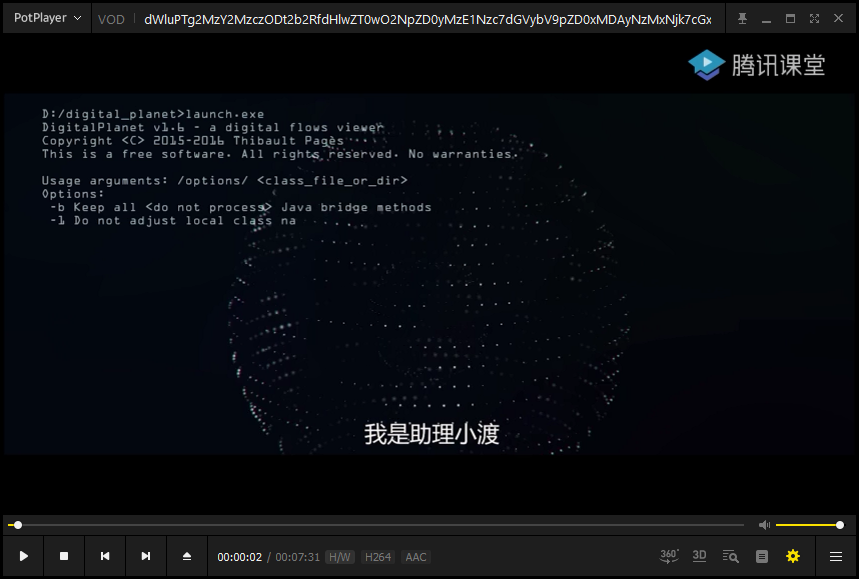 PotPlayer
VOD
dWluPTg2MzY2MzczODt2b2RfdHlwZT0wO2NpZD0yMzE1Nzc7dGVybV9pZD0xMDAyNzMxNjk7cGx
腾讯课堂
D:/digital_planet>launch.exe
DigitalPlanet v1.6 - a digital flows viewer
Copyright <C> 2015-2016 Thibault Pagès
This is a free software. All rights reserved. No warranties.
Usage arguments: /options/ <class_file_or_dir>
Options:
-b Keep all <do not process> Java bridge methods
-l Do not adjust local class na
我是助理小渡
00:00:02 / 00:07:31 H/W H264 AAC
360°
3D